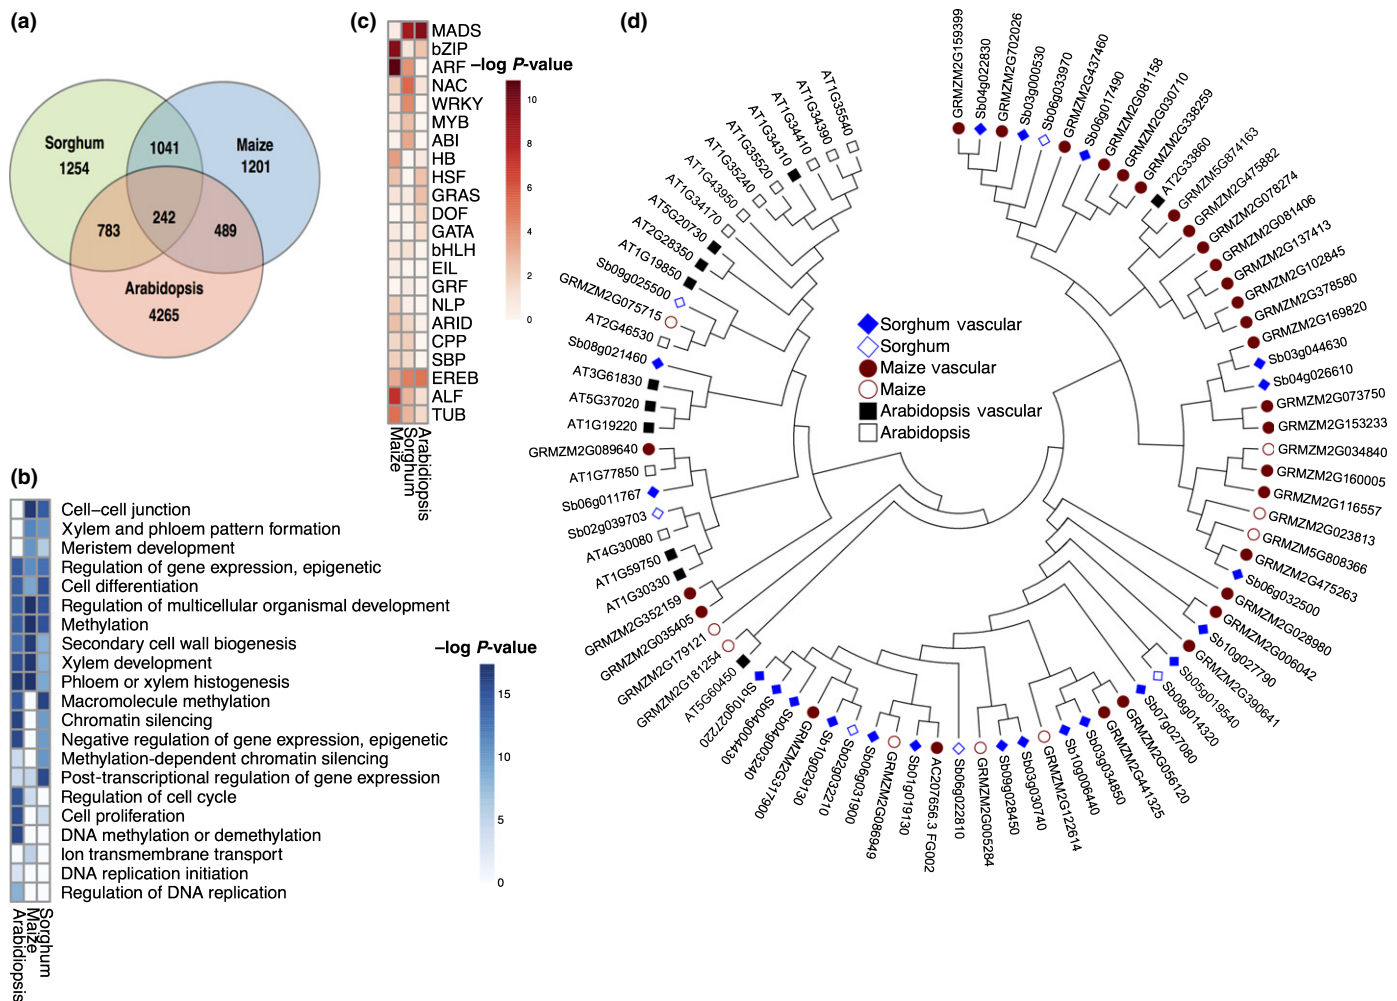 (a)
Sorghum
1254
1041
Maize
1201
783
242
489
Arabidopsis
4265
(b)
Cell–cell junction
Xylem and phloem pattern formation
Meristem development
Regulation of gene expression, epigenetic
Cell differentiation
Regulation of multicellular organismal development
Methylation
Secondary cell wall biogenesis
Xylem development
Phloem or xylem histogenesis
Macromolecule methylation
Chromatin silencing
Negative regulation of gene expression, epigenetic
Methylation-dependent chromatin silencing
Post-transcriptional regulation of gene expression
Regulation of cell cycle
Cell proliferation
DNA methylation or demethylation
Ion transmembrane transport
DNA replication initiation
Regulation of DNA replication
Arabidiopsis
Maize
Sorghum
–log P-value
15
10
5
0
(c)
MADS
bZIP
ARF
NAC
WRKY
MYB
ABI
HB
HSF
GRAS
DOF
GATA
bHLH
EIL
GRF
NLP
ARID
CPP
SBP
EREB
ALF
TUB
Maize
Sorghum
Arabidopsis
–log P-value
10
8
6
4
2
0
(d)
Sorghum vascular
Sorghum
Maize vascular
Maize
Arabidopsis vascular
Arabidopsis
GRMZM2G159399
Sb04g022830
GRMZM2G702026
Sb03g000530
Sb06g033970
GRMZM2G437460
Sb06g017490
GRMZM2G081158
GRMZM2G030710
GRMZM2G338259
AT2G33860
GRMZM5G874163
GRMZM2G475882
GRMZM2G078274
GRMZM2G081406
GRMZM2G137413
GRMZM2G102845
GRMZM2G378580
GRMZM2G169820
Sb03g044630
Sb04g026610
GRMZM2G073750
GRMZM2G153233
GRMZM2G034840
GRMZM2G160005
GRMZM2G116557
GRMZM2G023813
GRMZM5G808366
GRMZM2G475263
Sb06g032500
GRMZM2G028980
GRMZM2G006042
Sb10g027790
GRMZM2G390641
Sb05g019540
Sb08g014320
Sb07g027080
GRMZM2G056120
GRMZM2G441325
Sb03g034850
Sb10g006440
GRMZM2G122614
Sb03g030740
Sb09g028450
GRMZM2G005284
Sb06g022810
AC207656.3 FG002
Sb01g019130
GRMZM2G086949
Sb06g031900
Sb02g032210
Sb10g029130
GRMZM2G317900
Sb04g003240
Sb04g004430
Sb10g027220
AT5G60450
GRMZM2G181254
GRMZM2G179121
GRMZM2G035405
GRMZM2G352159
AT1G30330
AT1G59750
AT4G30080
Sb02g039703
Sb06g011767
AT1G77850
GRMZM2G089640
AT1G19220
AT5G37020
AT3G61830
Sb08g021460
AT2G46530
GRMZM2G075715
Sb09g025500
AT1G19850
AT2G28350
AT5G20730
AT1G34170
AT1G43950
AT1G35240
AT1G35520
AT1G34310
AT1G34410
AT1G34390
AT1G35540